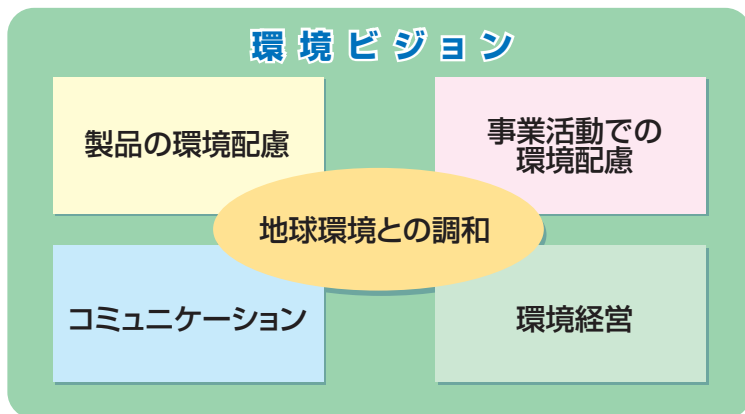 環境ビジョン
製品の環境配慮
事業活動での
環境配慮
地球環境との調和
コミュニケーション
環境経営